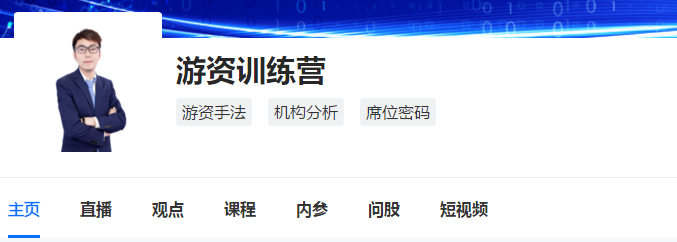 游资训练营
游资手法 机构分析 席位密码
主页 直播 观点 课程 内参 问股 短视频